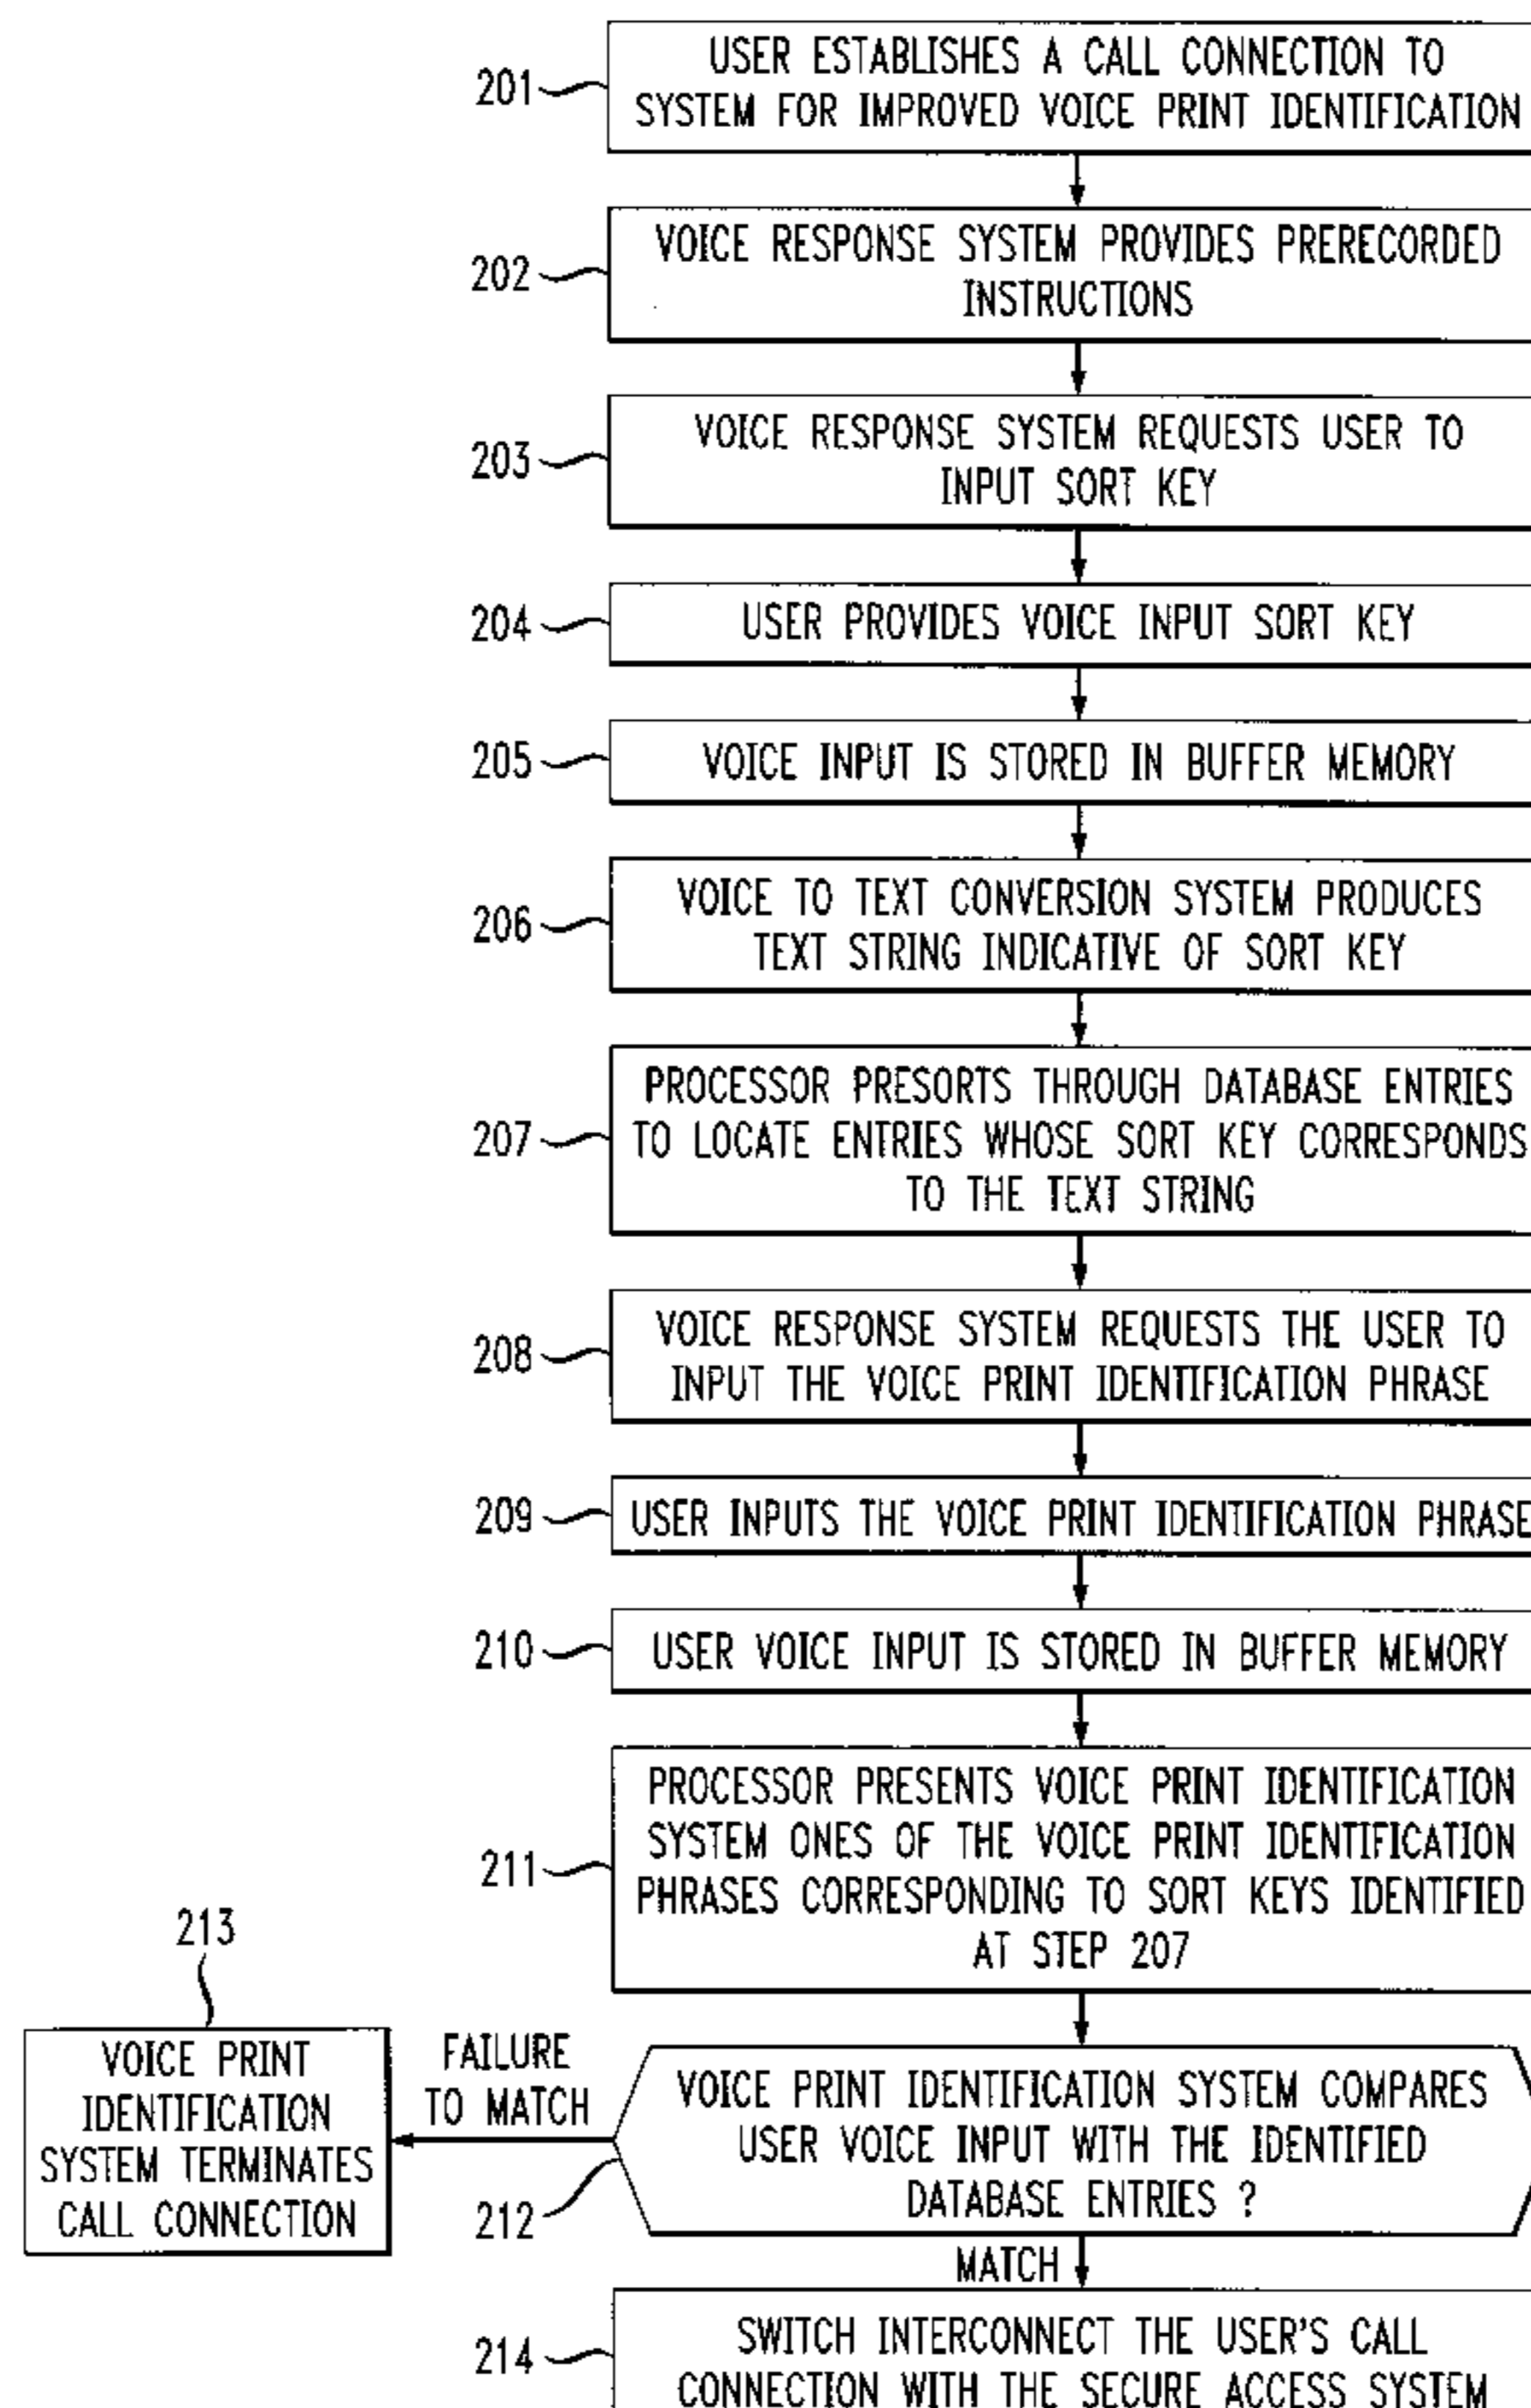 201
USER ESTABLISHES A CALL CONNECTION TO
SYSTEM FOR IMPROVED VOICE PRINT IDENTIFICATION
202
VOICE RESPONSE SYSTEM PROVIDES PRERECORDED
INSTRUCTIONS
203
VOICE RESPONSE SYSTEM REQUESTS USER TO
INPUT SORT KEY
204
USER PROVIDES VOICE INPUT SORT KEY
205
VOICE INPUT IS STORED IN BUFFER MEMORY
206
VOICE TO TEXT CONVERSION SYSTEM PRODUCES
TEXT STRING INDICATIVE OF SORT KEY
207
PROCESSOR PRESORTS THROUGH DATABASE ENTRIES
TO LOCATE ENTRIES WHOSE SORT KEY CORRESPONDS
TO THE TEXT STRING
208
VOICE RESPONSE SYSTEM REQUESTS THE USER TO
INPUT THE VOICE PRINT IDENTIFICATION PHRASE
209
USER INPUTS THE VOICE PRINT IDENTIFICATION PHRASE
210
USER VOICE INPUT IS STORED IN BUFFER MEMORY
211
PROCESSOR PRESENTS VOICE PRINT IDENTIFICATION
SYSTEM ONES OF THE VOICE PRINT IDENTIFICATION
PHRASES CORRESPONDING TO SORT KEYS IDENTIFIED
AT STEP 207
212
VOICE PRINT IDENTIFICATION SYSTEM COMPARES
USER VOICE INPUT WITH THE IDENTIFIED
DATABASE ENTRIES ?
FAILURE
TO MATCH
213
VOICE PRINT
IDENTIFICATION
SYSTEM TERMINATES
CALL CONNECTION
MATCH
214
SWITCH INTERCONNECT THE USER'S CALL
CONNECTION WITH THE SECURE ACCESS SYSTEM